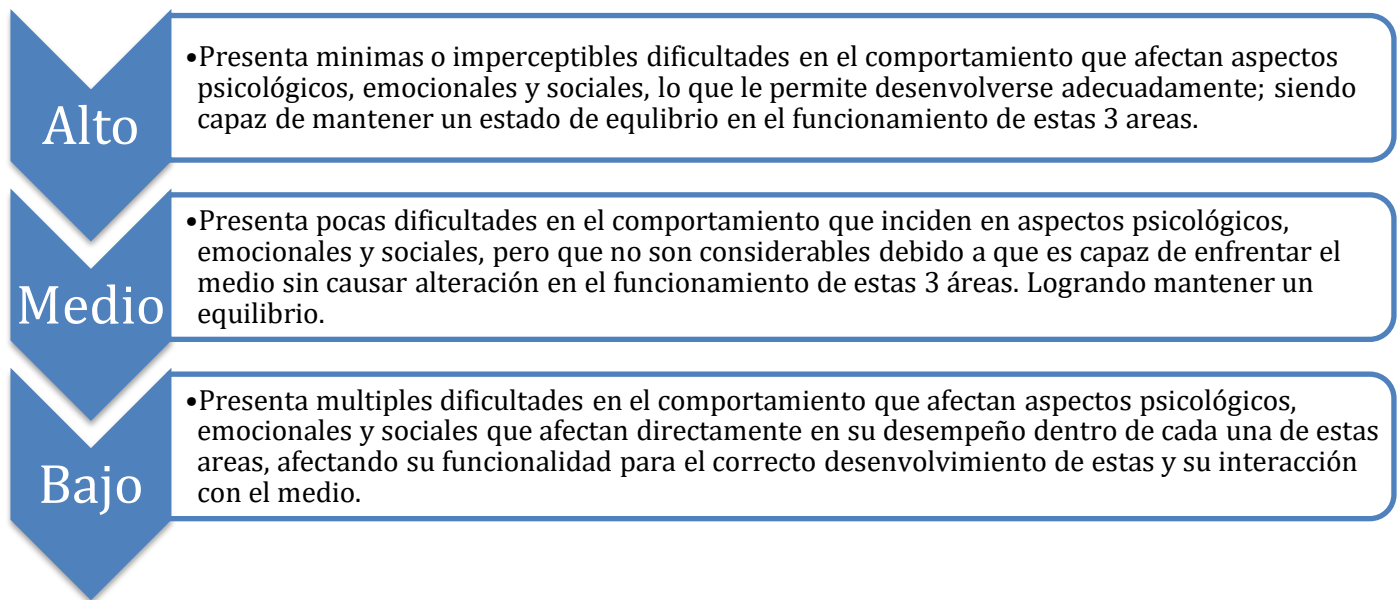 Alto
•Presenta minimas o imperceptibles dificultades en el comportamiento que afectan aspectos
psicológicos, emocionales y sociales, lo que le permite desenvolverse adecuadamente; siendo
capaz de mantener un estado de equlibrio en el funcionamiento de estas 3 areas.
Medio
•Presenta pocas dificultades en el comportamiento que inciden en aspectos psicológicos,
emocionales y sociales, pero que no son considerables debido a que es capaz de enfrentar el
medio sin causar alteración en el funcionamiento de estas 3 áreas. Logrando mantener un
equilibrio.
Bajo
•Presenta multiples dificultades en el comportamiento que afectan aspectos psicológicos,
emocionales y sociales que afectan directamente en su desempeño dentro de cada una de estas
areas, afectando su funcionalidad para el correcto desenvolvimiento de estas y su interacción
con el medio.